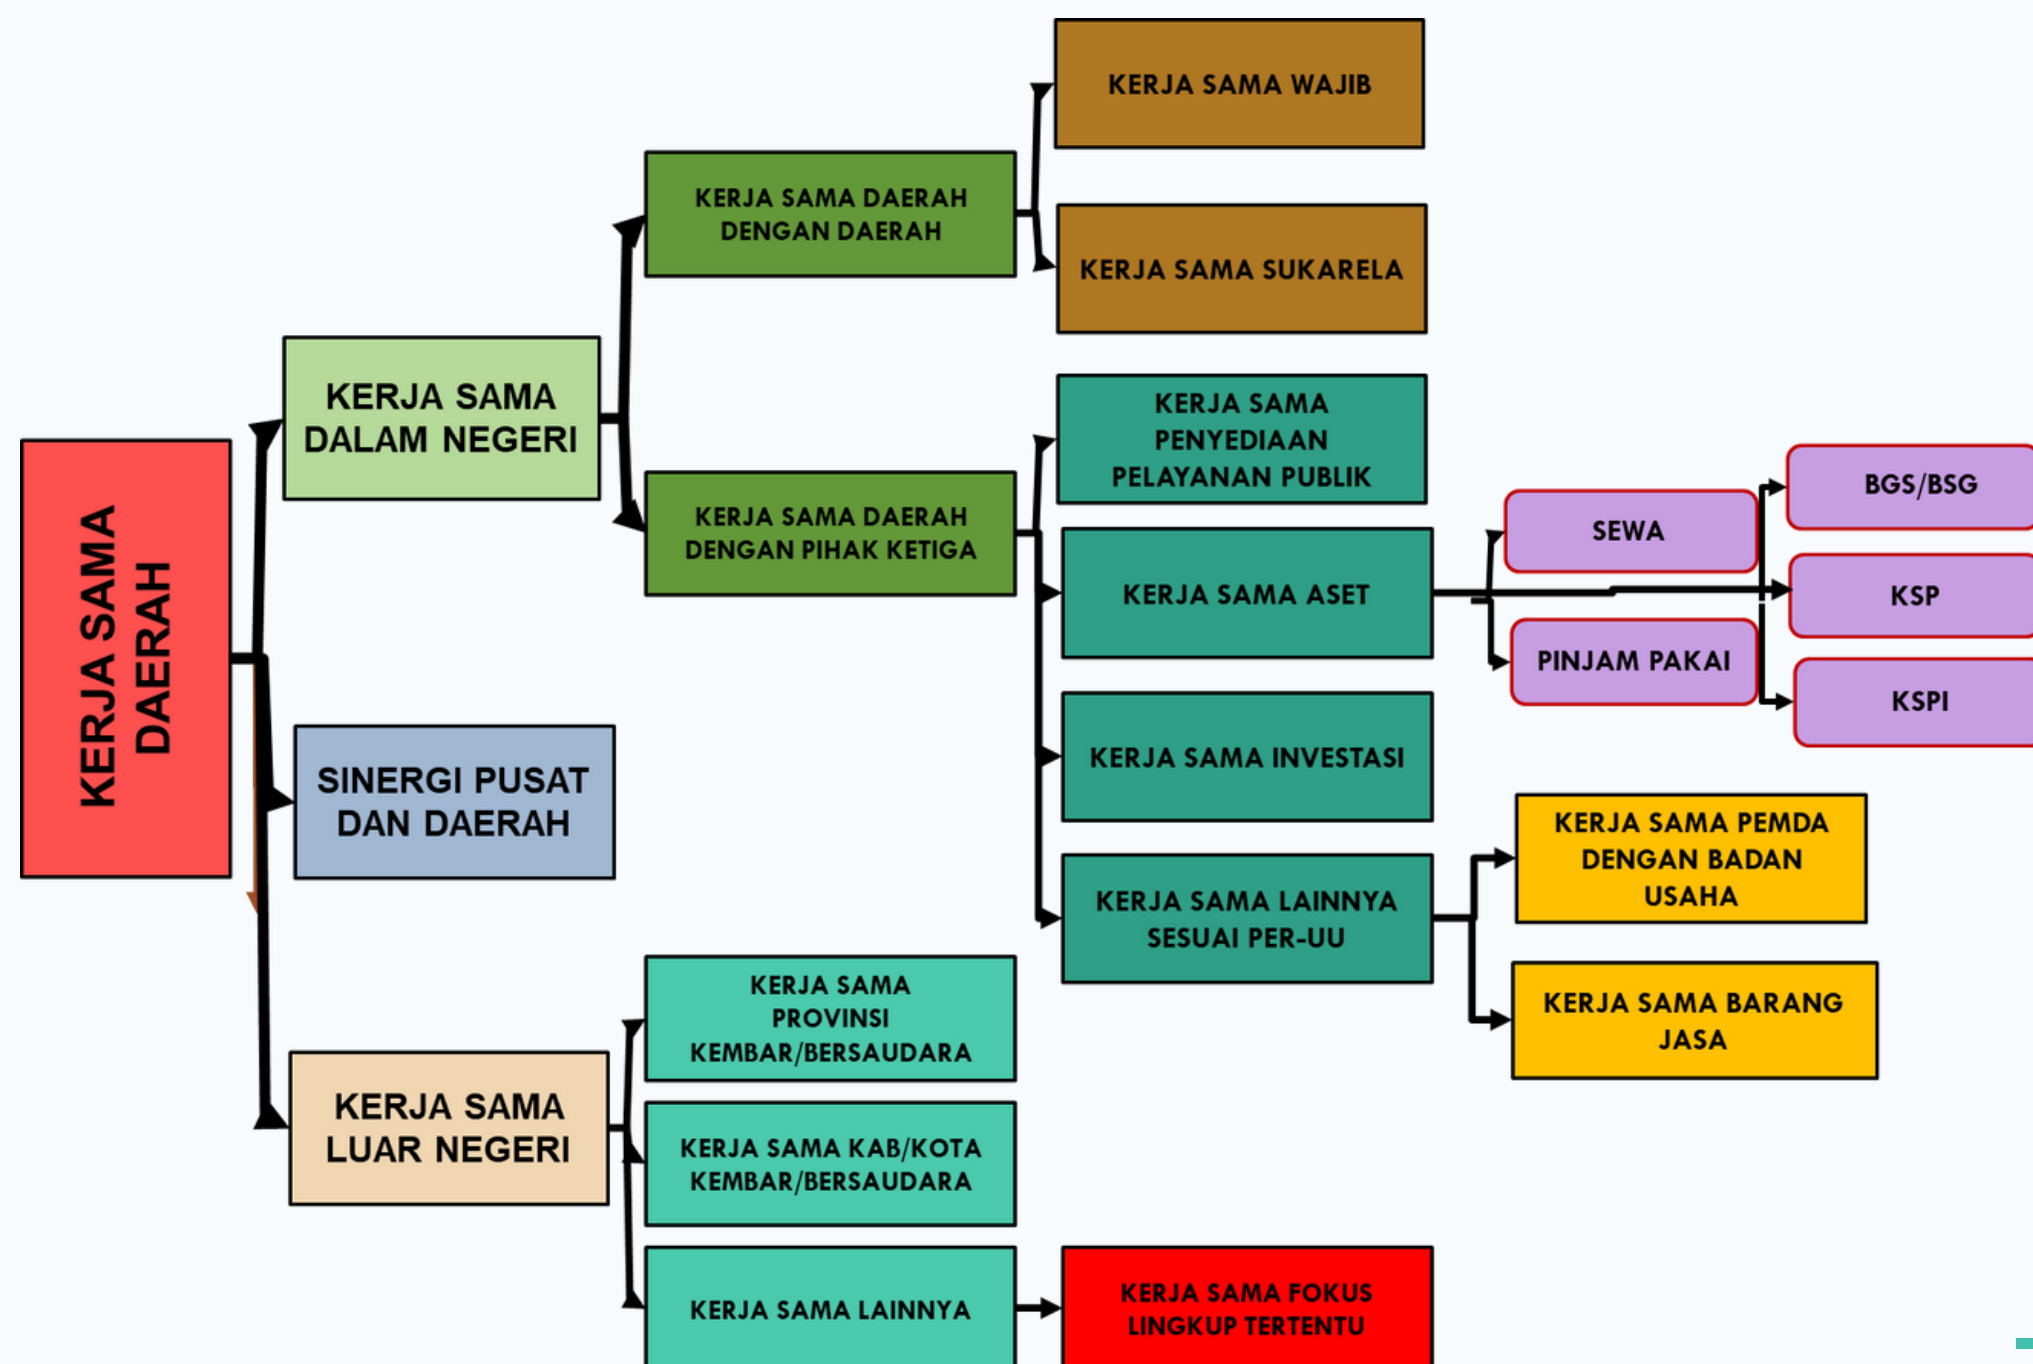 KERJA SAMA
DAERAH
KERJA SAMA
DALAM NEGERI
SINERGI PUSAT
DAN DAERAH
KERJA SAMA
LUAR NEGERI
KERJA SAMA DAERAH
DENGAN DAERAH
KERJA SAMA DAERAH
DENGAN PIHAK KETIGA
KERJA SAMA
PROVINSI
KEMBAR/BERSAUDARA
KERJA SAMA KAB/KOTA
KEMBAR/BERSAUDARA
KERJA SAMA LAINNYA
KERJA SAMA WAJIB
KERJA SAMA SUKARELA
KERJA SAMA
PENYEDIAAN
PELAYANAN PUBLIK
KERJA SAMA ASET
KERJA SAMA INVESTASI
KERJA SAMA LAINNYA
SESUAI PER-UU
KERJA SAMA FOKUS
LINGKUP TERTENTU
SEWA
PINJAM PAKAI
BGS/BSG
KSP
KSPI
KERJA SAMA PEMDA
DENGAN BADAN
USAHA
KERJA SAMA BARANG
JASA